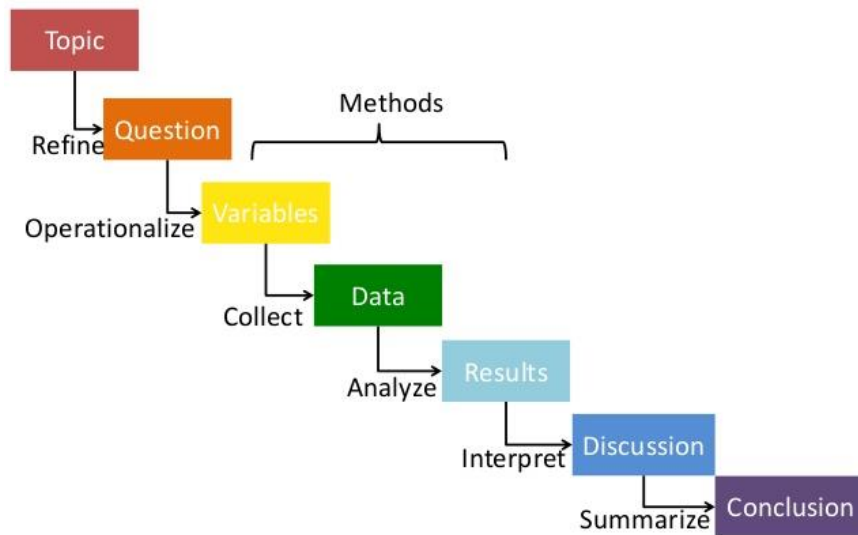 Topic
Methods
Refine
Question
Operationalize
Variables
Collect
Data
Analyze
Results
Interpret
Discussion
Summarize
Conclusion